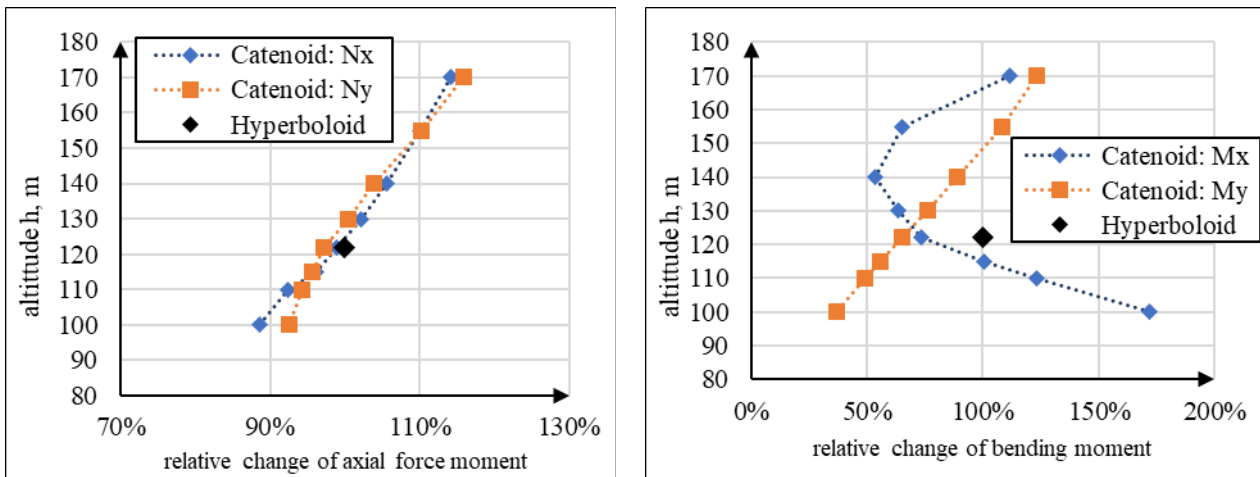 180
170
160
150
140
130
120
110
100
90
80
altittude h, m
Catenoid: Nx
Catenoid: Ny
Hyperboloid
70% 90% 110% 130%
relative change of axial force moment
180
170
160
150
140
130
120
110
100
90
80
altittude h, m
Catenoid: Mx
Catenoid: My
Hyperboloid
0% 50% 100% 150% 200%
relative change of bending moment